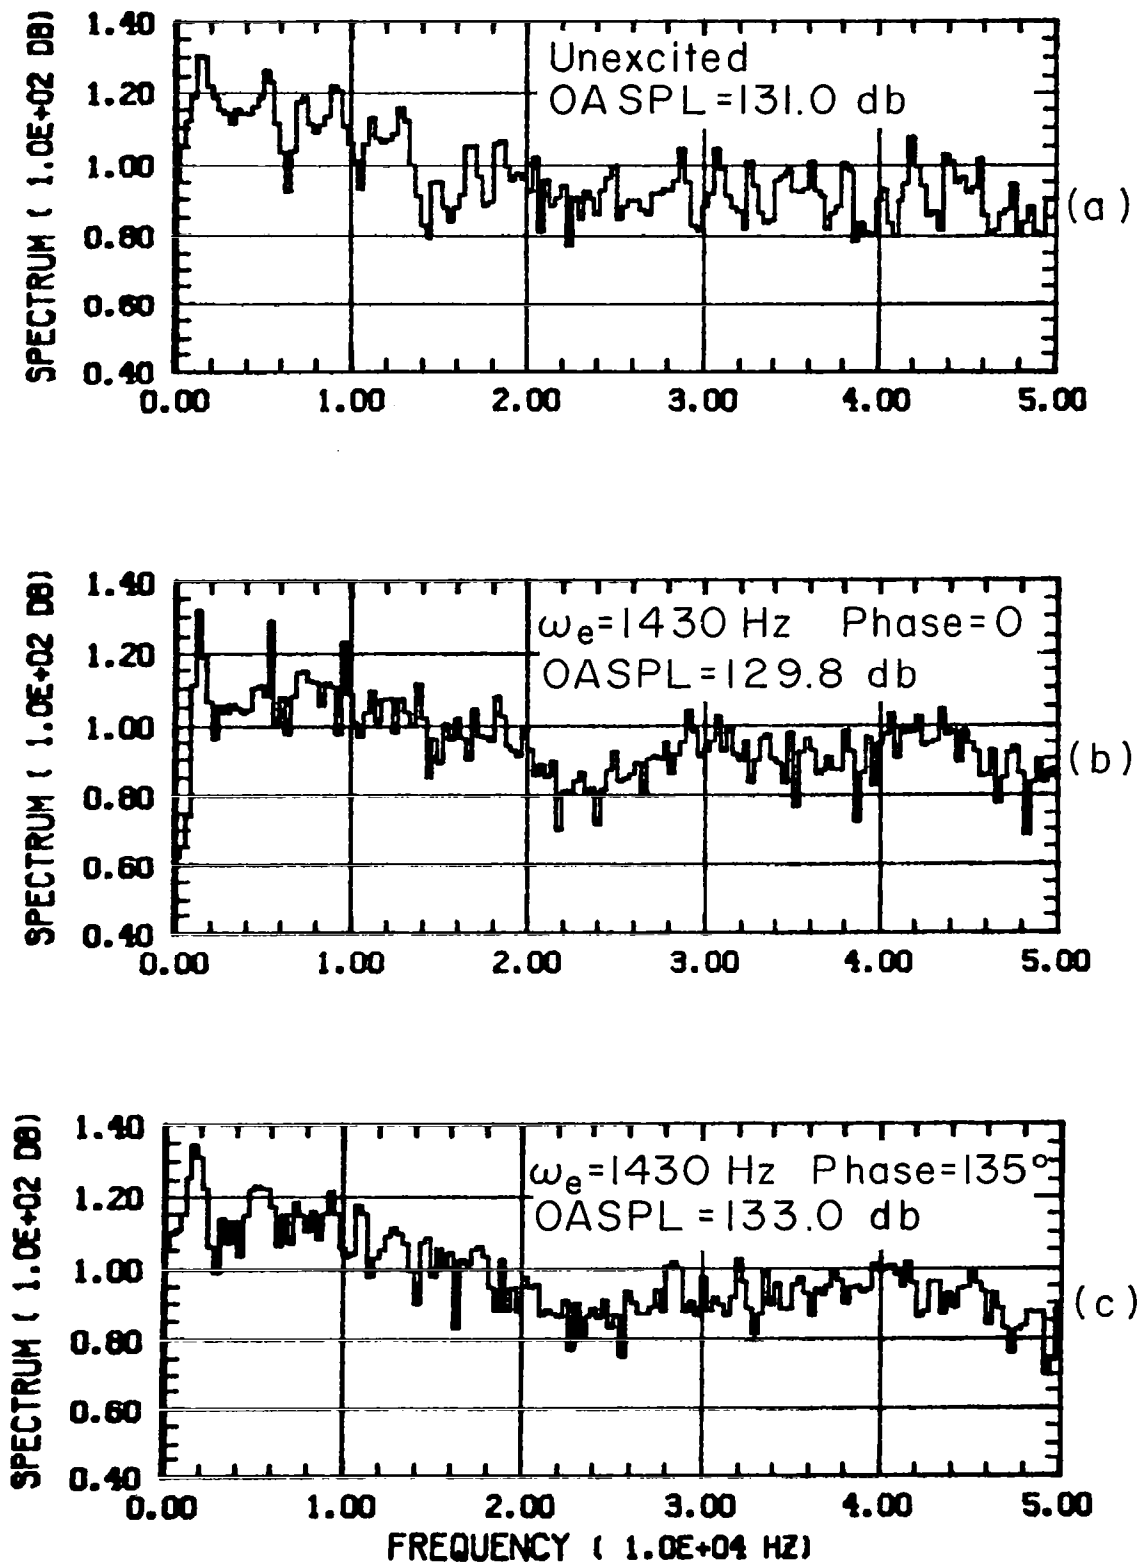 SPECTRUM ( 1.0E+02 DB)
1.40
1.20
1.00
0.80
0.60
0.40
Unexcited
OASPL=131.0 db
(a)
0.00 1.00 2.00 3.00 4.00 5.00
SPECTRUM ( 1.0E+02 DB)
1.40
1.20
1.00
0.80
0.60
0.40
ωe=1430 Hz Phase=0
OASPL=129.8 db
(b)
0.00 1.00 2.00 3.00 4.00 5.00
SPECTRUM ( 1.0E+02 DB)
1.40
1.20
1.00
0.80
0.60
0.40
ωe=1430 Hz Phase=135°
OASPL=133.0 db
(c)
0.00 1.00 2.00 3.00 4.00 5.00
FREQUENCY ( 1.0E+04 HZ)